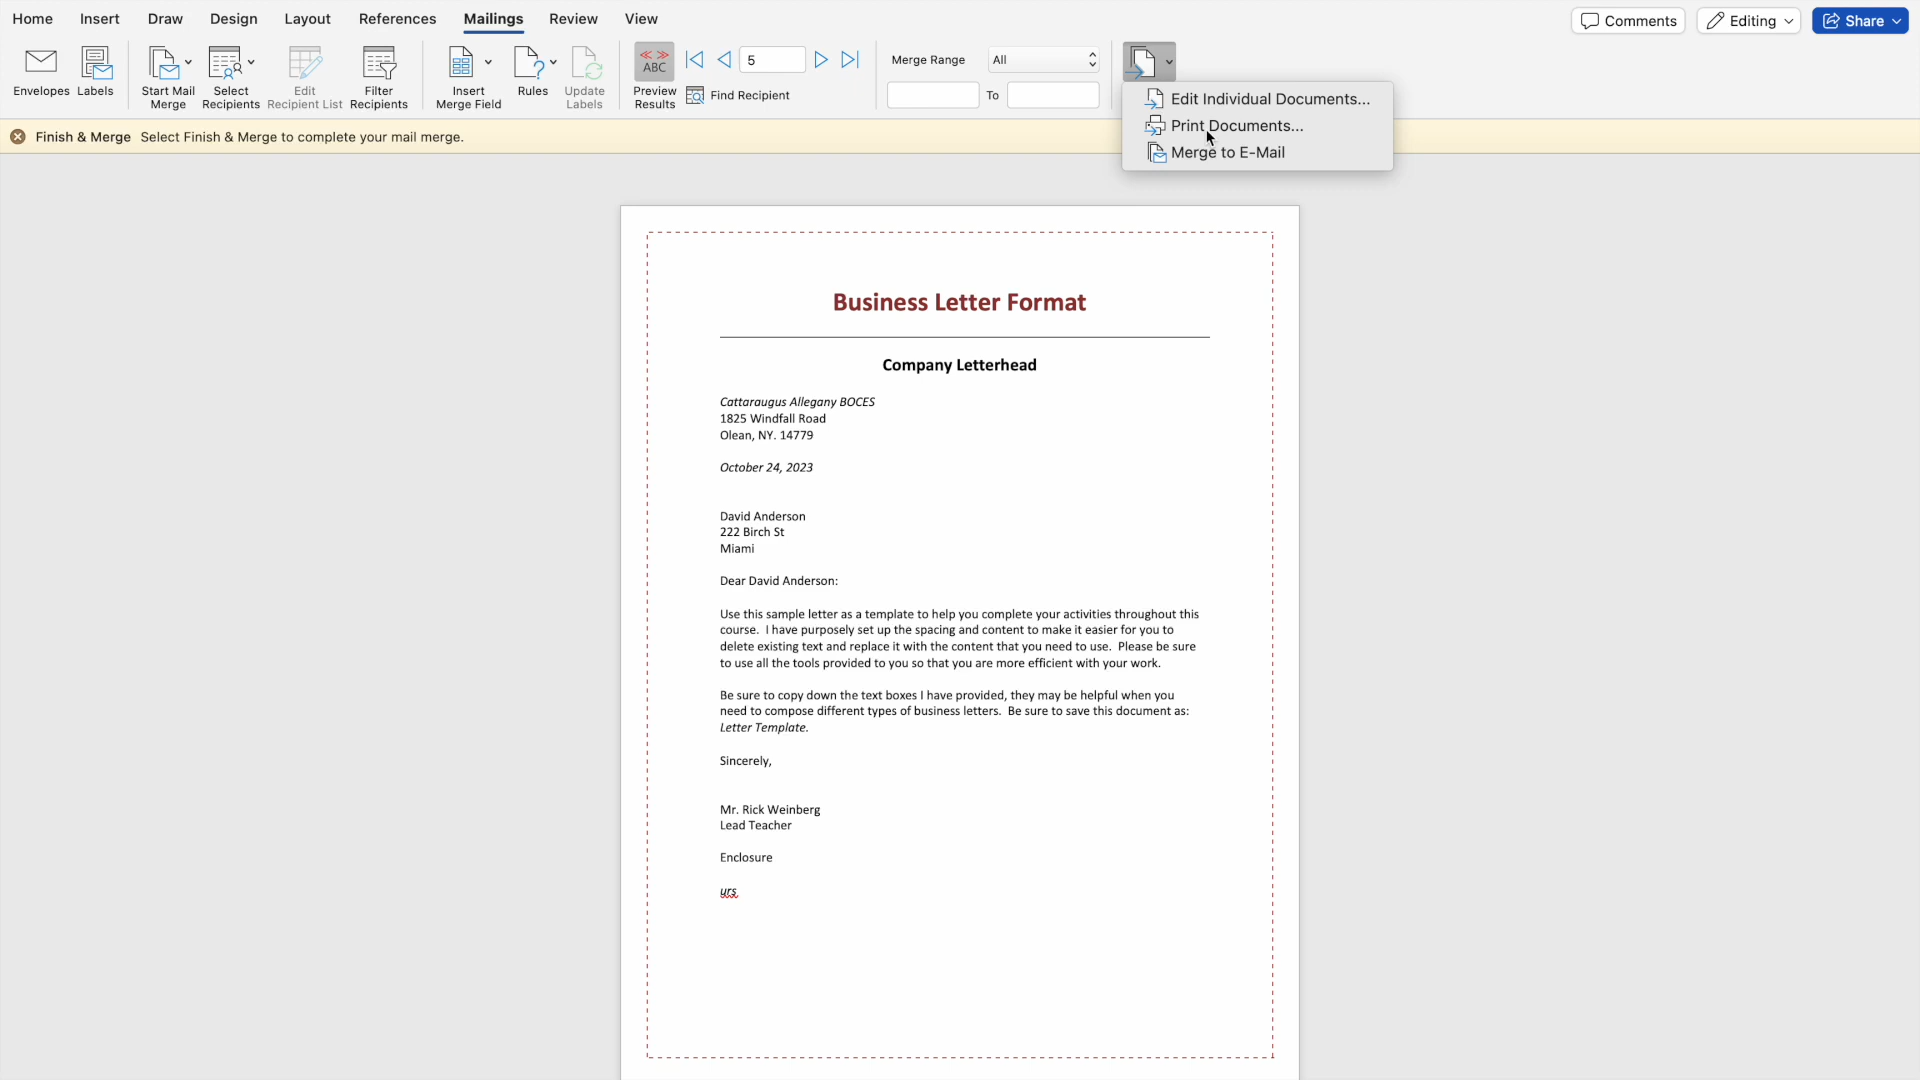 Home Insert Draw Design Layout References Mailings Review View Comments Editing Share
Envelopes Labels Start Mail Merge Select Recipients Edit Recipient List Filter Recipients Insert Merge Field Rules Update Labels ABC Preview Results 5 Find Recipient Merge Range All To
Finish & Merge Select Finish & Merge to complete your mail merge.
Edit Individual Documents...
Print Documents...
Merge to E-Mail
Business Letter Format
Company Letterhead
Cattaraugus Allegany BOCES
1825 Windfall Road
Olean, NY. 14779
October 24, 2023
David Anderson
222 Birch St
Miami
Dear David Anderson:
Use this sample letter as a template to help you complete your activities throughout this
course. I have purposely set up the spacing and content to make it easier for you to
delete existing text and replace it with the content that you need to use. Please be sure
to use all the tools provided to you so that you are more efficient with your work.
Be sure to copy down the text boxes I have provided, they may be helpful when you
need to compose different types of business letters. Be sure to save this document as:
Letter Template.
Sincerely,
Mr. Rick Weinberg
Lead Teacher
Enclosure
urs